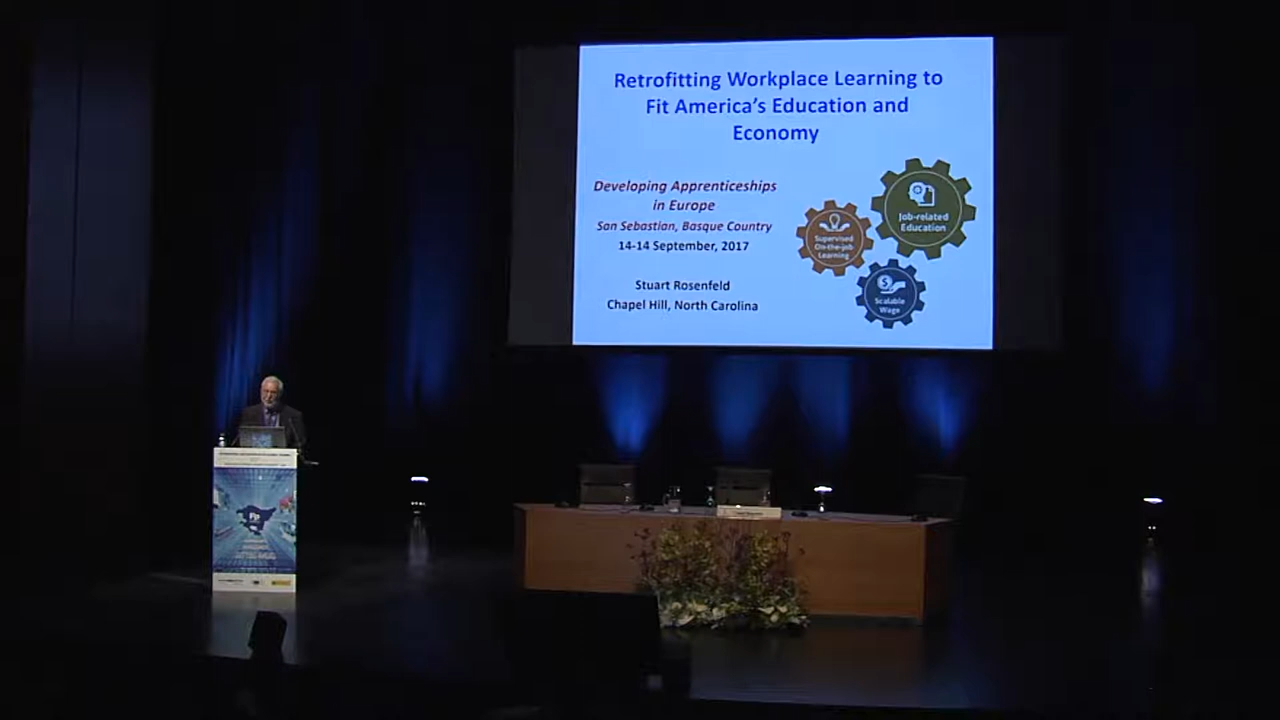 Retrofitting Workplace Learning to
Fit America's Education and
Economy
Developing Apprenticeships
in Europe
San Sebastian, Basque Country
14-14 September, 2017
Stuart Rosenfeld
Chapel Hill, North Carolina
Job-related
Education
Supervised
On-the-job
Learning
Scalable
Wage